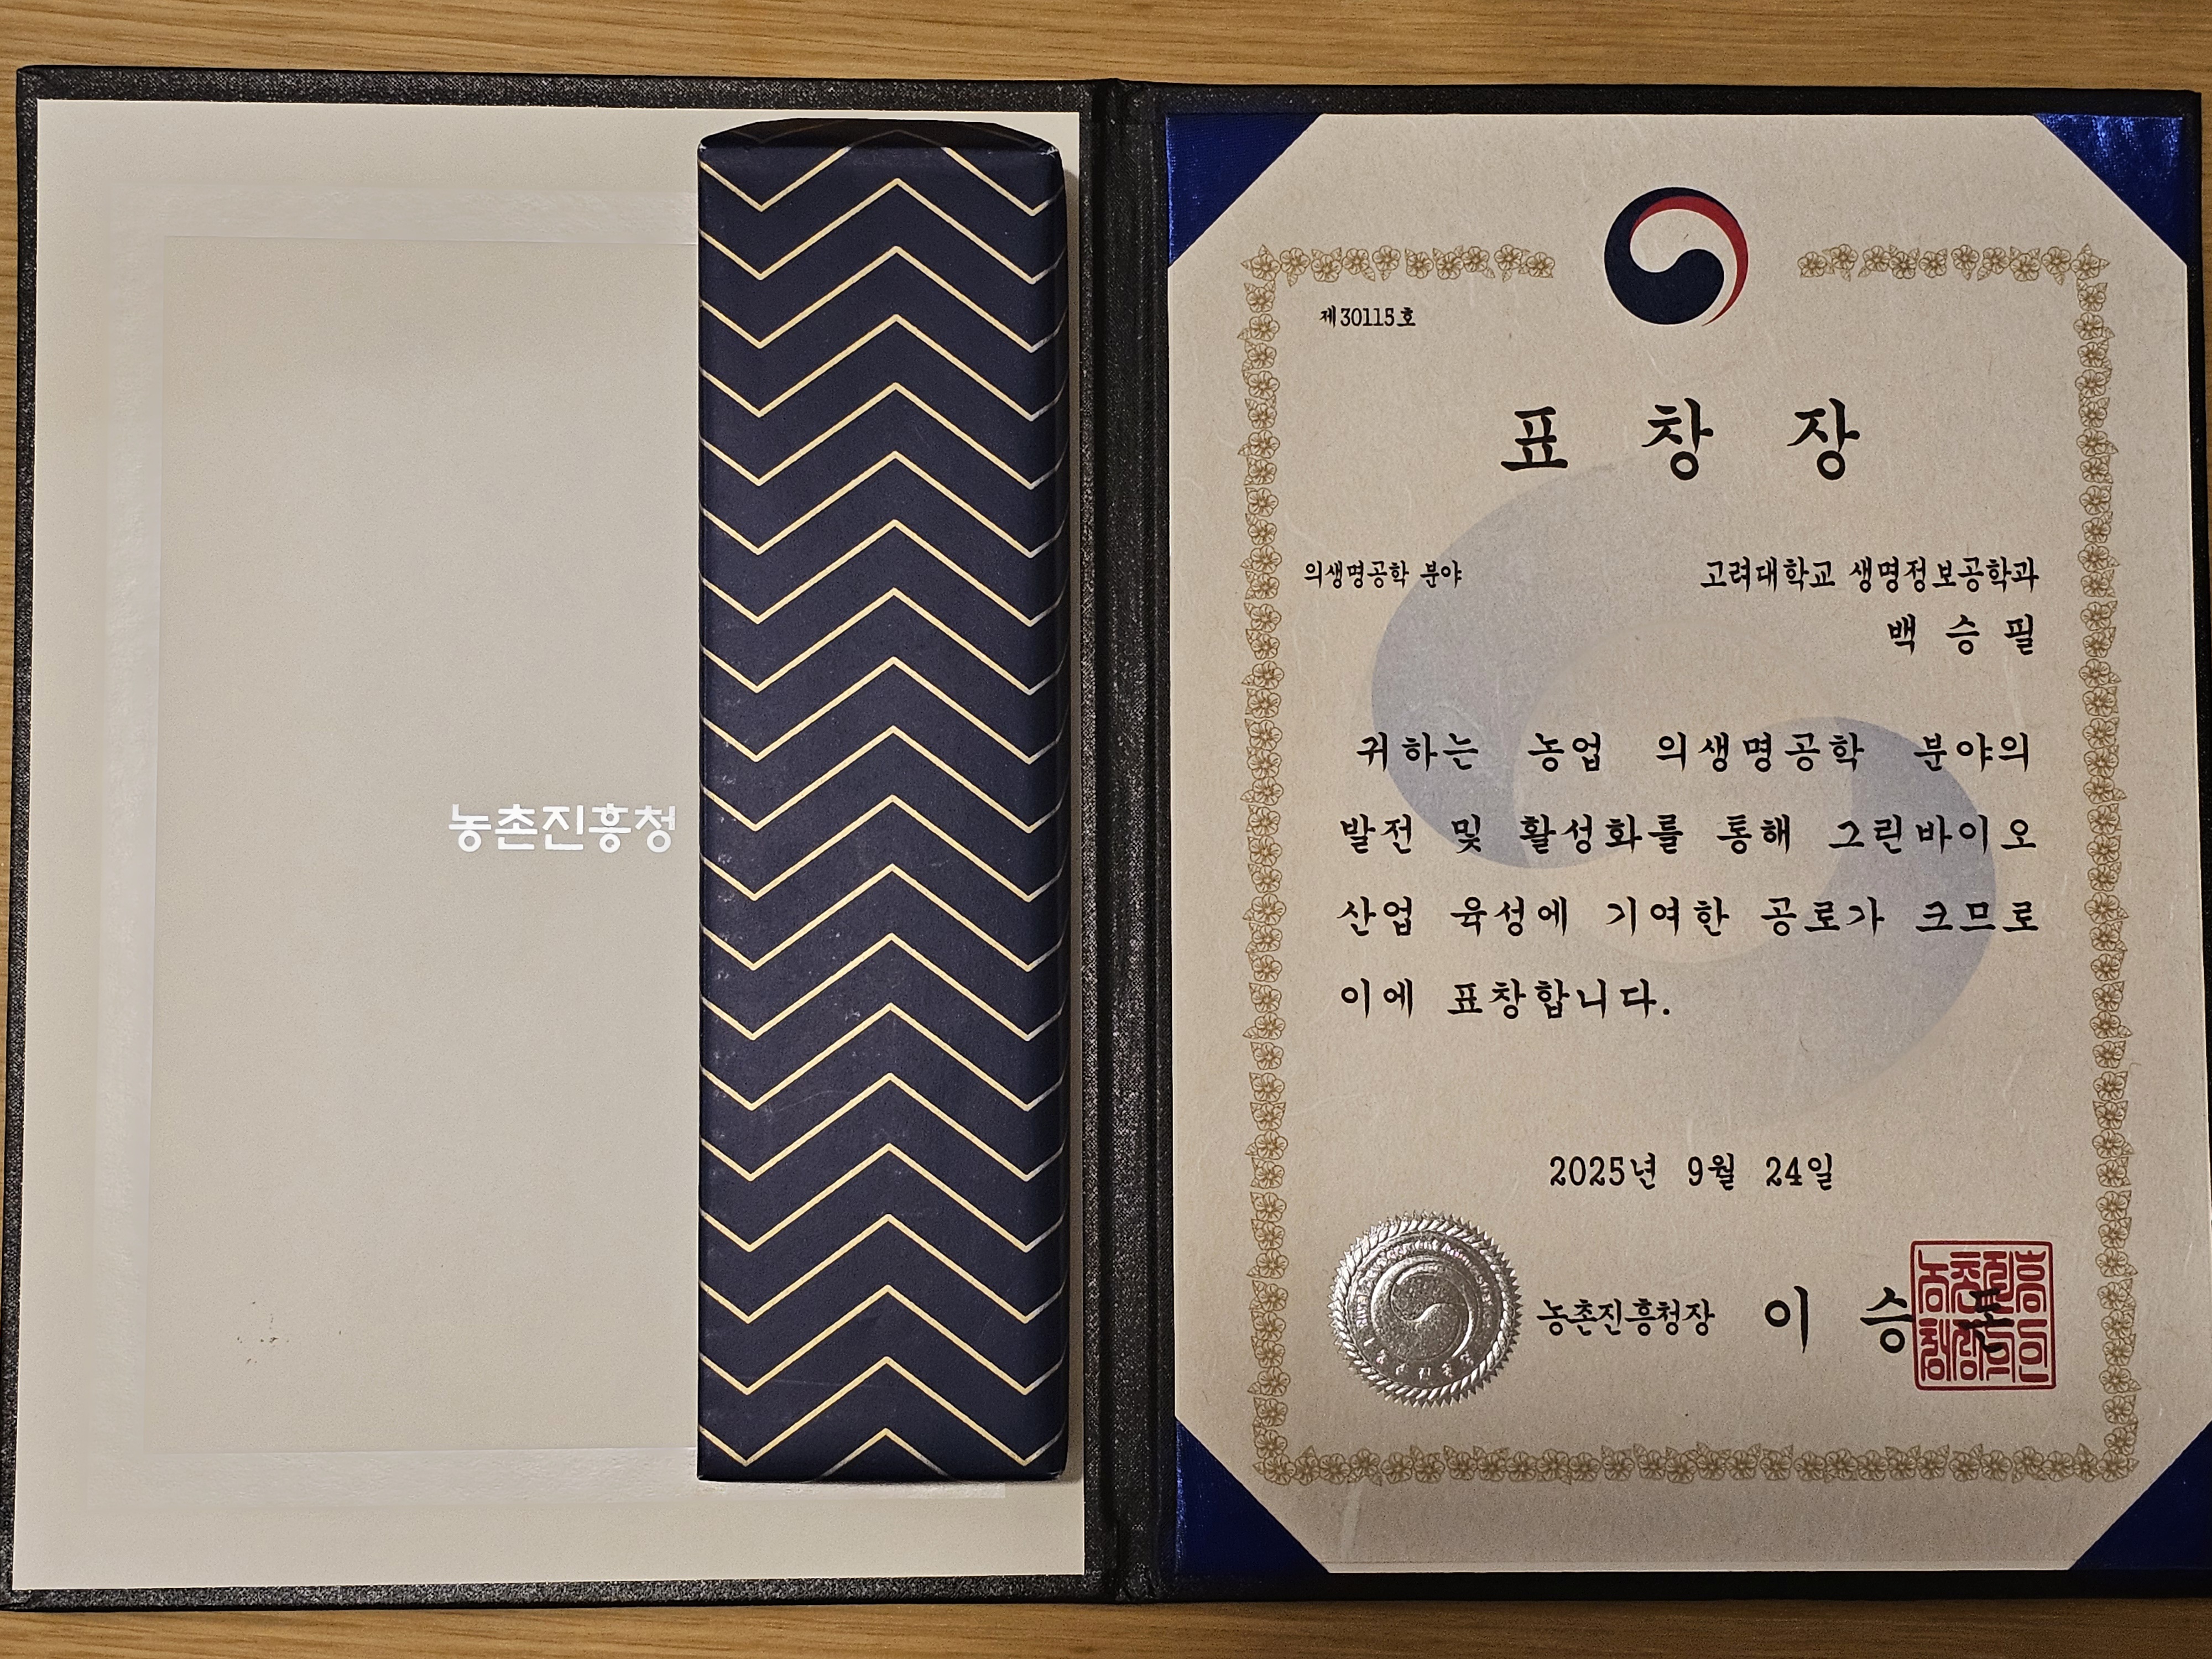 농촌진흥청
제30115호
표 창 장
의생명공학 분야
고려대학교 생명정보공학과
백 승 필
귀하는 농업 의생명공학 분야의
발전 및 활성화를 통해 그린바이오
산업 육성에 기여한 공로가 크므로
이에 표창합니다.
2025년 9월 24일
농촌진흥청장 이 승 돈